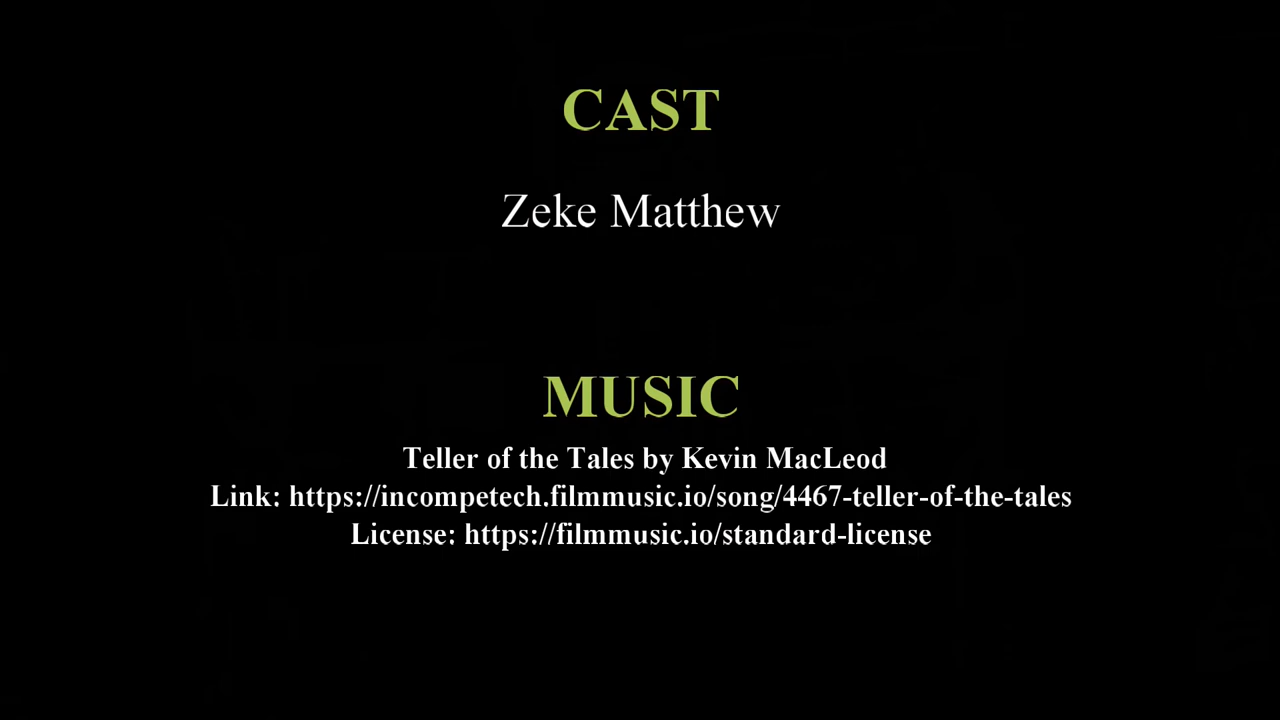 CAST
Zeke Matthew
MUSIC
Teller of the Tales by Kevin MacLeod
Link: https://incompetech.filmmusic.io/song/4467-teller-of-the-tales
License: https://filmmusic.io/standard-license